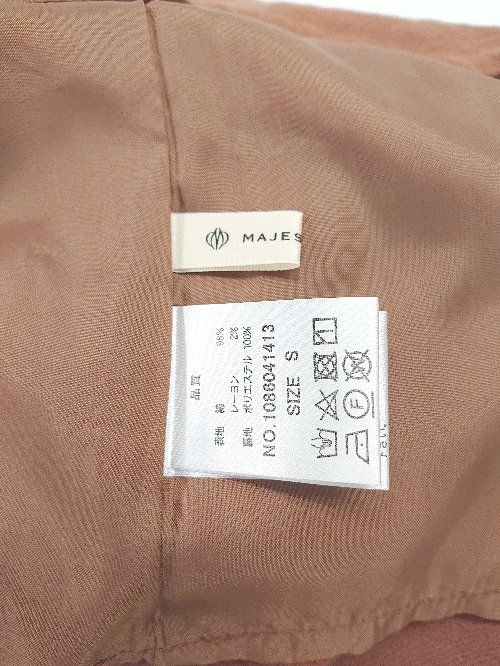 MAJES
品質
表地 綿 98%
レーヨン 2%
裏地 ポリエステル 100%
NO.1086041413
SIZE S
F